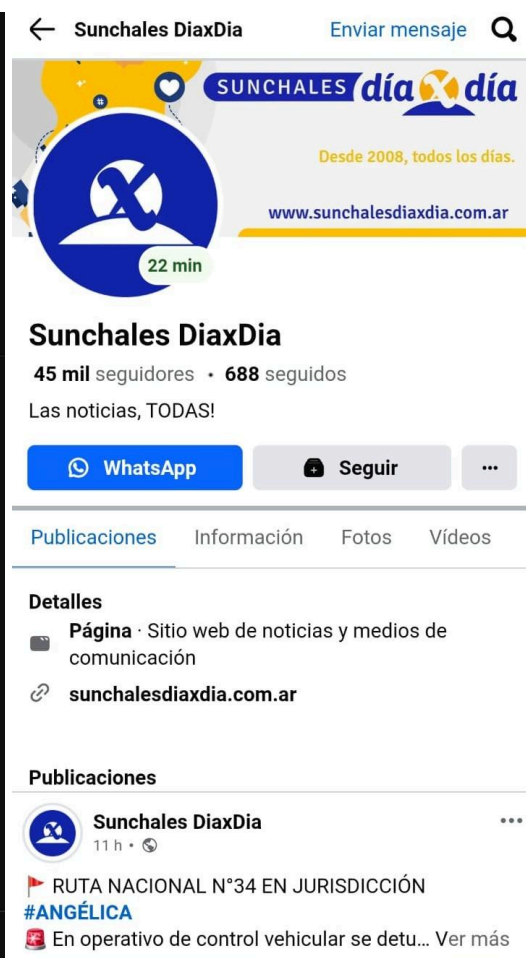 Sunchales DiaxDia
Enviar mensaje
SUNCHALES día x día
Desde 2008, todos los días.
www.sunchalesdiaxdia.com.ar
22 min
Sunchales DiaxDia
45 mil seguidores • 688 seguidos
Las noticias, TODAS!
WhatsApp
Seguir
Publicaciones
Información
Fotos
Vídeos
Detalles
Página · Sitio web de noticias y medios de
comunicación
sunchalesdiaxdia.com.ar
Publicaciones
Sunchales DiaxDia
11 h •
🚩 RUTA NACIONAL N°34 EN JURISDICCIÓN
#ANGÉLICA
🚨 En operativo de control vehicular se detu... Ver más